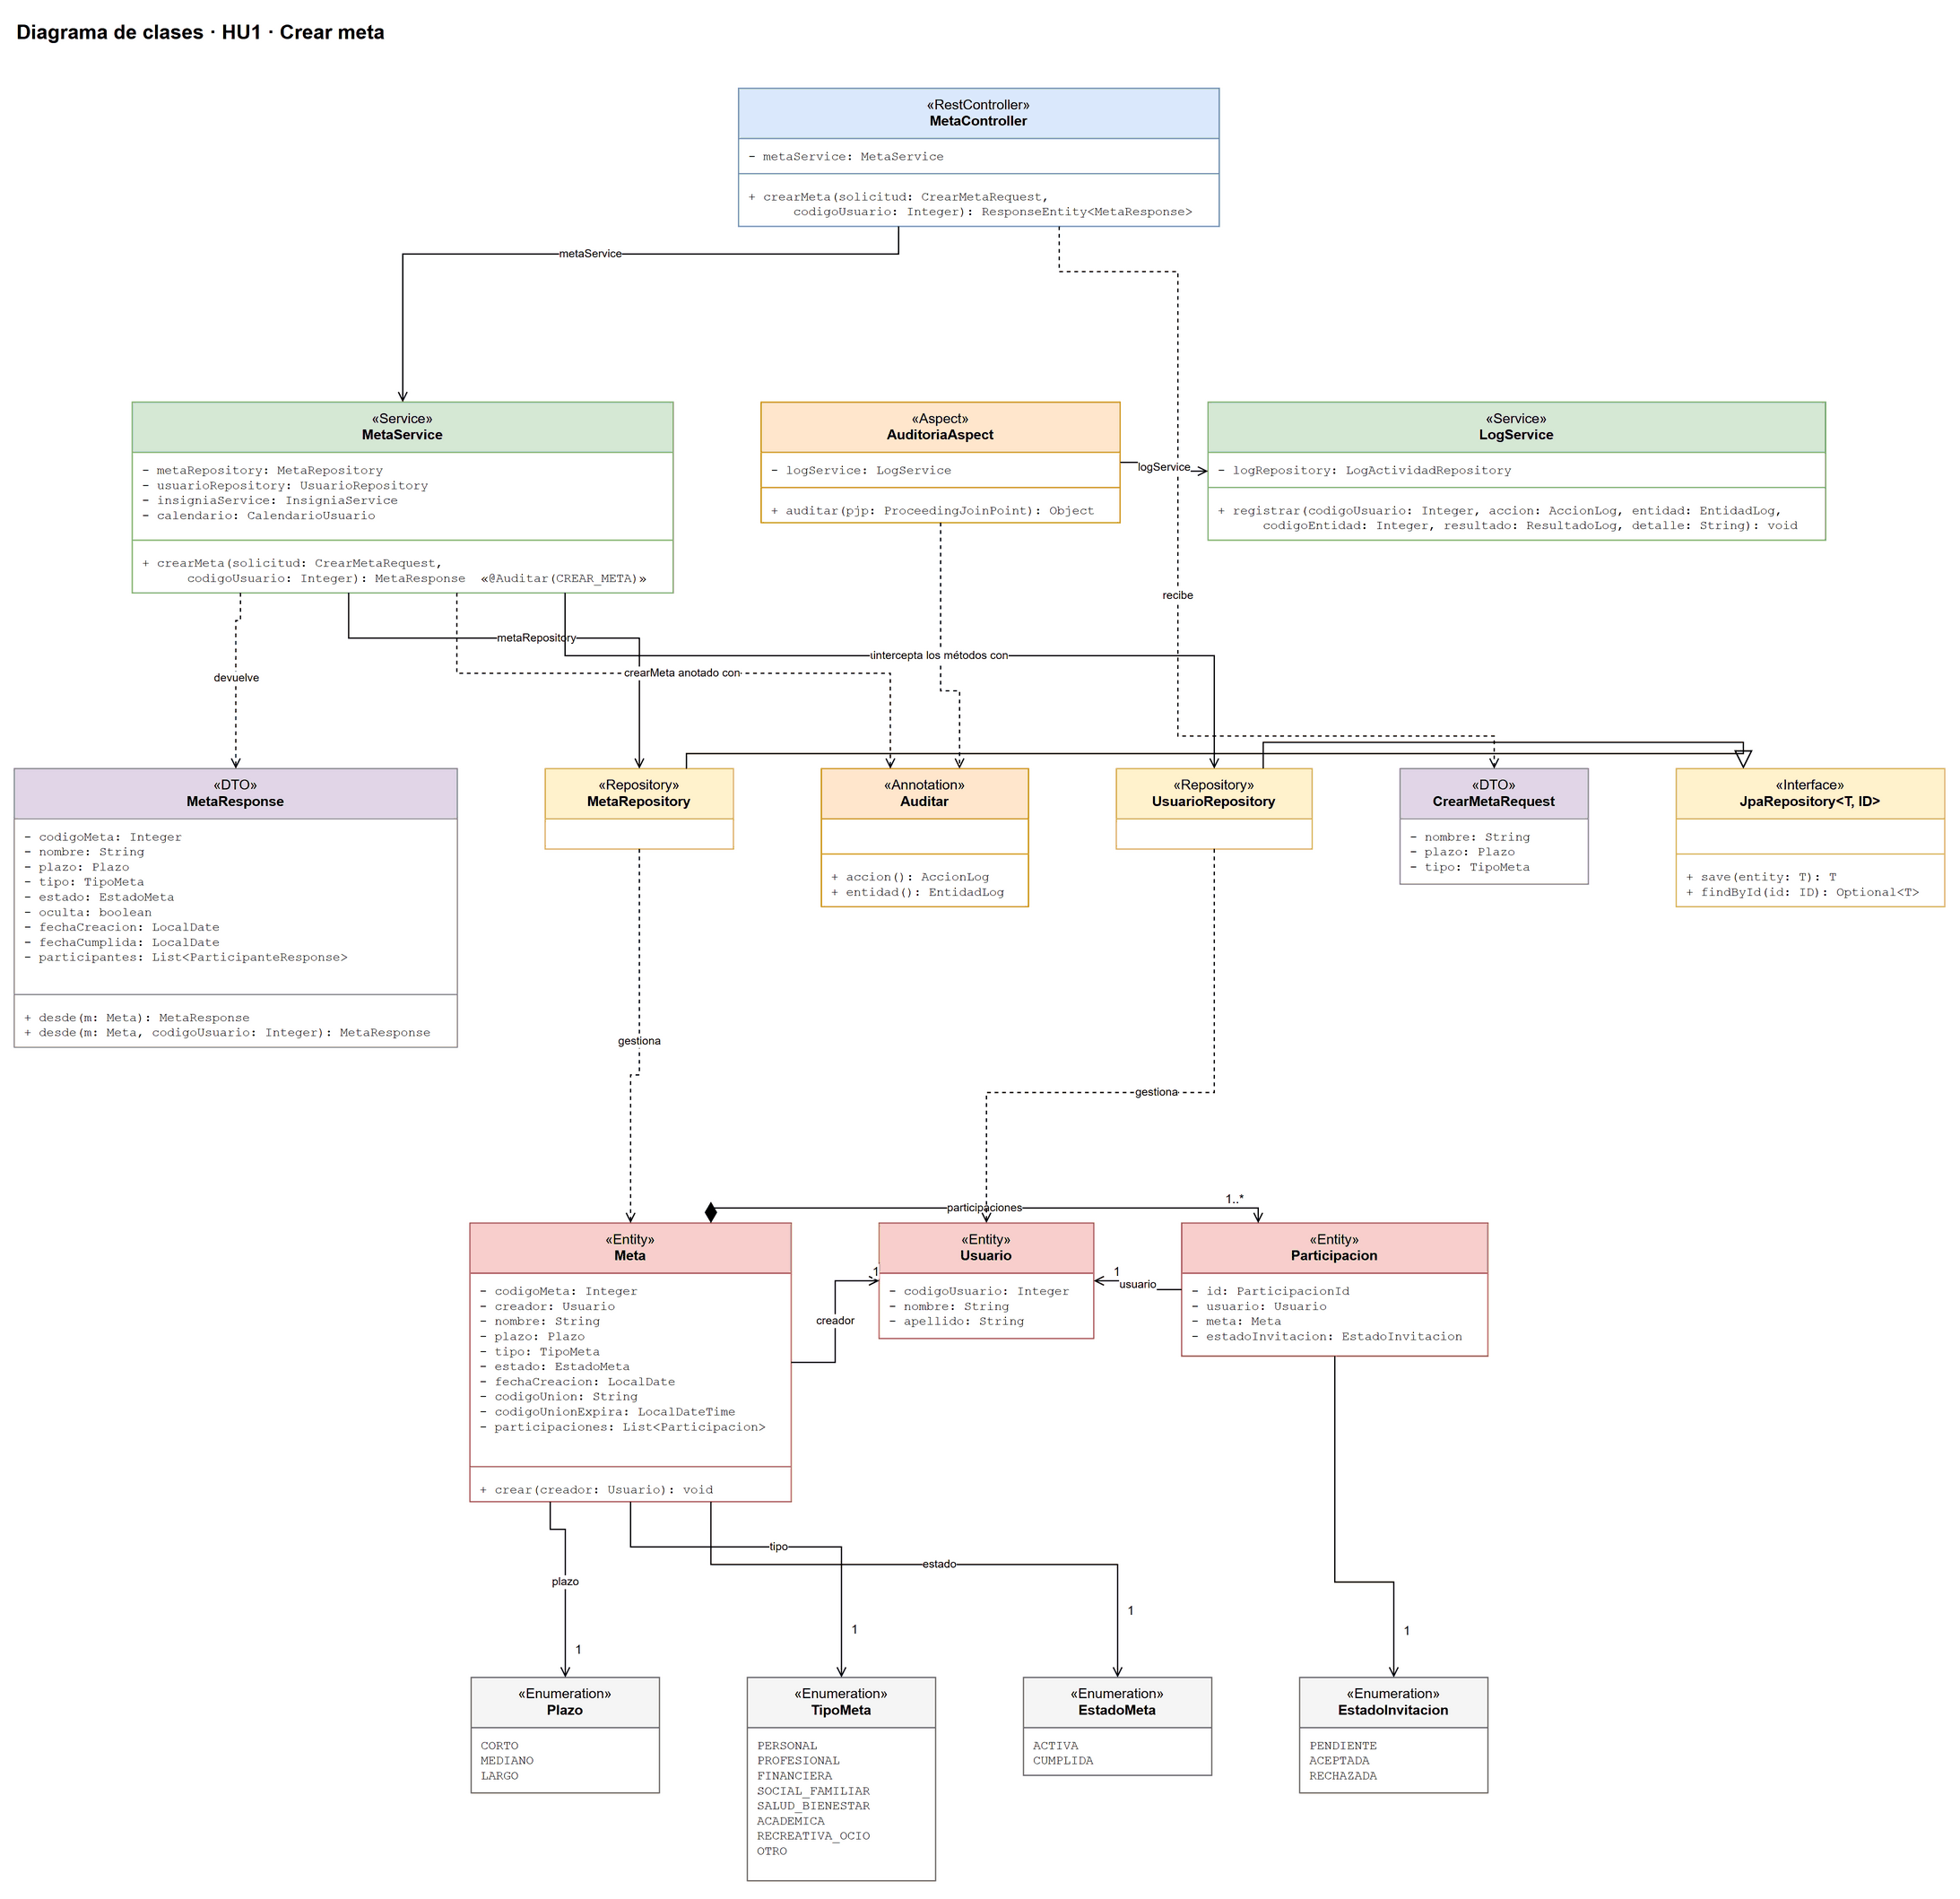 Diagrama de clases · HU1 · Crear meta
«RestController»
MetaController
- metaService: MetaService
+ crearMeta(solicitud: CrearMetaRequest,
codigoUsuario: Integer): ResponseEntity<MetaResponse>
metaService
«Service»
MetaService
- metaRepository: MetaRepository
- usuarioRepository: UsuarioRepository
- insigniaService: InsigniaService
- calendario: CalendarioUsuario
+ crearMeta(solicitud: CrearMetaRequest,
codigoUsuario: Integer): MetaResponse «@Auditar(CREAR_META)»
«Aspect»
AuditoriaAspect
- logService: LogService
+ auditar(pjp: ProceedingJoinPoint): Object
logService
«Service»
LogService
- logRepository: LogActividadRepository
+ registrar(codigoUsuario: Integer, accion: AccionLog, entidad: EntidadLog,
codigoEntidad: Integer, resultado: ResultadoLog, detalle: String): void
recibe
metaRepository
intercepta los métodos con
crearMeta anotado con
devuelve
«DTO»
MetaResponse
- codigoMeta: Integer
- nombre: String
- plazo: Plazo
- tipo: TipoMeta
- estado: EstadoMeta
- oculta: boolean
- fechaCreacion: LocalDate
- fechaCumplida: LocalDate
- participantes: List<ParticipanteResponse>
+ desde(m: Meta): MetaResponse
+ desde(m: Meta, codigoUsuario: Integer): MetaResponse
«Repository»
MetaRepository
«Annotation»
Auditar
+ accion(): AccionLog
+ entidad(): EntidadLog
«Repository»
UsuarioRepository
«DTO»
CrearMetaRequest
- nombre: String
- plazo: Plazo
- tipo: TipoMeta
«Interface»
JpaRepository<T, ID>
+ save(entity: T): T
+ findById(id: ID): Optional<T>
gestiona
gestiona
participaciones
1..*
«Entity»
Meta
- codigoMeta: Integer
- creador: Usuario
- nombre: String
- plazo: Plazo
- tipo: TipoMeta
- estado: EstadoMeta
- fechaCreacion: LocalDate
- codigoUnion: String
- codigoUnionExpira: LocalDateTime
- participaciones: List<Participacion>
+ crear(creador: Usuario): void
creador
1
«Entity»
Usuario
- codigoUsuario: Integer
- nombre: String
- apellido: String
1
usuario
«Entity»
Participacion
- id: ParticipacionId
- usuario: Usuario
- meta: Meta
- estadoInvitacion: EstadoInvitacion
plazo
1
tipo
1
estado
1
1
«Enumeration»
Plazo
CORTO
MEDIANO
LARGO
«Enumeration»
TipoMeta
PERSONAL
PROFESIONAL
FINANCIERA
SOCIAL_FAMILIAR
SALUD_BIENESTAR
ACADEMICA
RECREATIVA_OCIO
OTRO
«Enumeration»
EstadoMeta
ACTIVA
CUMPLIDA
«Enumeration»
EstadoInvitacion
PENDIENTE
ACEPTADA
RECHAZADA